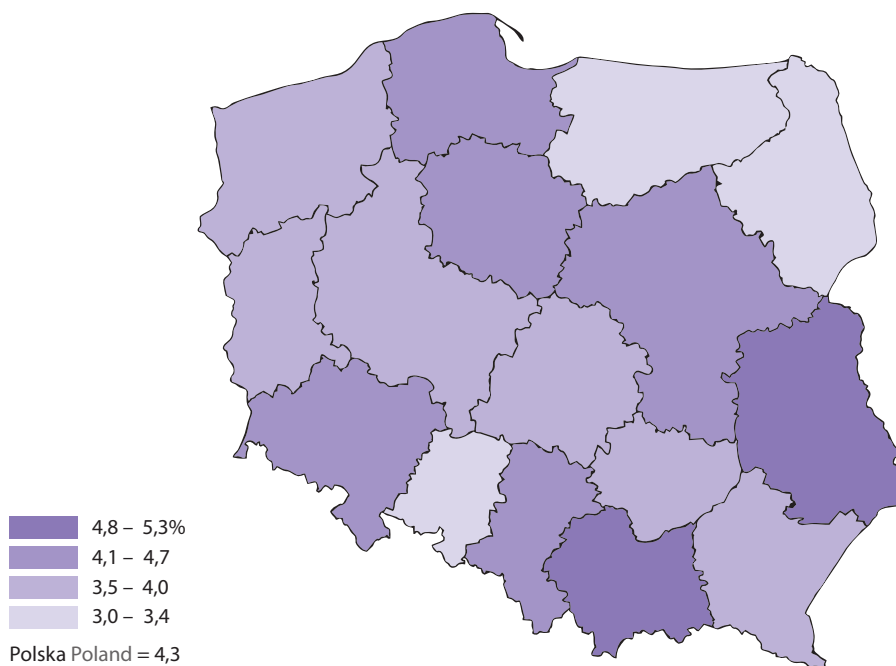 4,8 – 5,3%
4,1 – 4,7
3,5 – 4,0
3,0 – 3,4
Polska Poland = 4,3